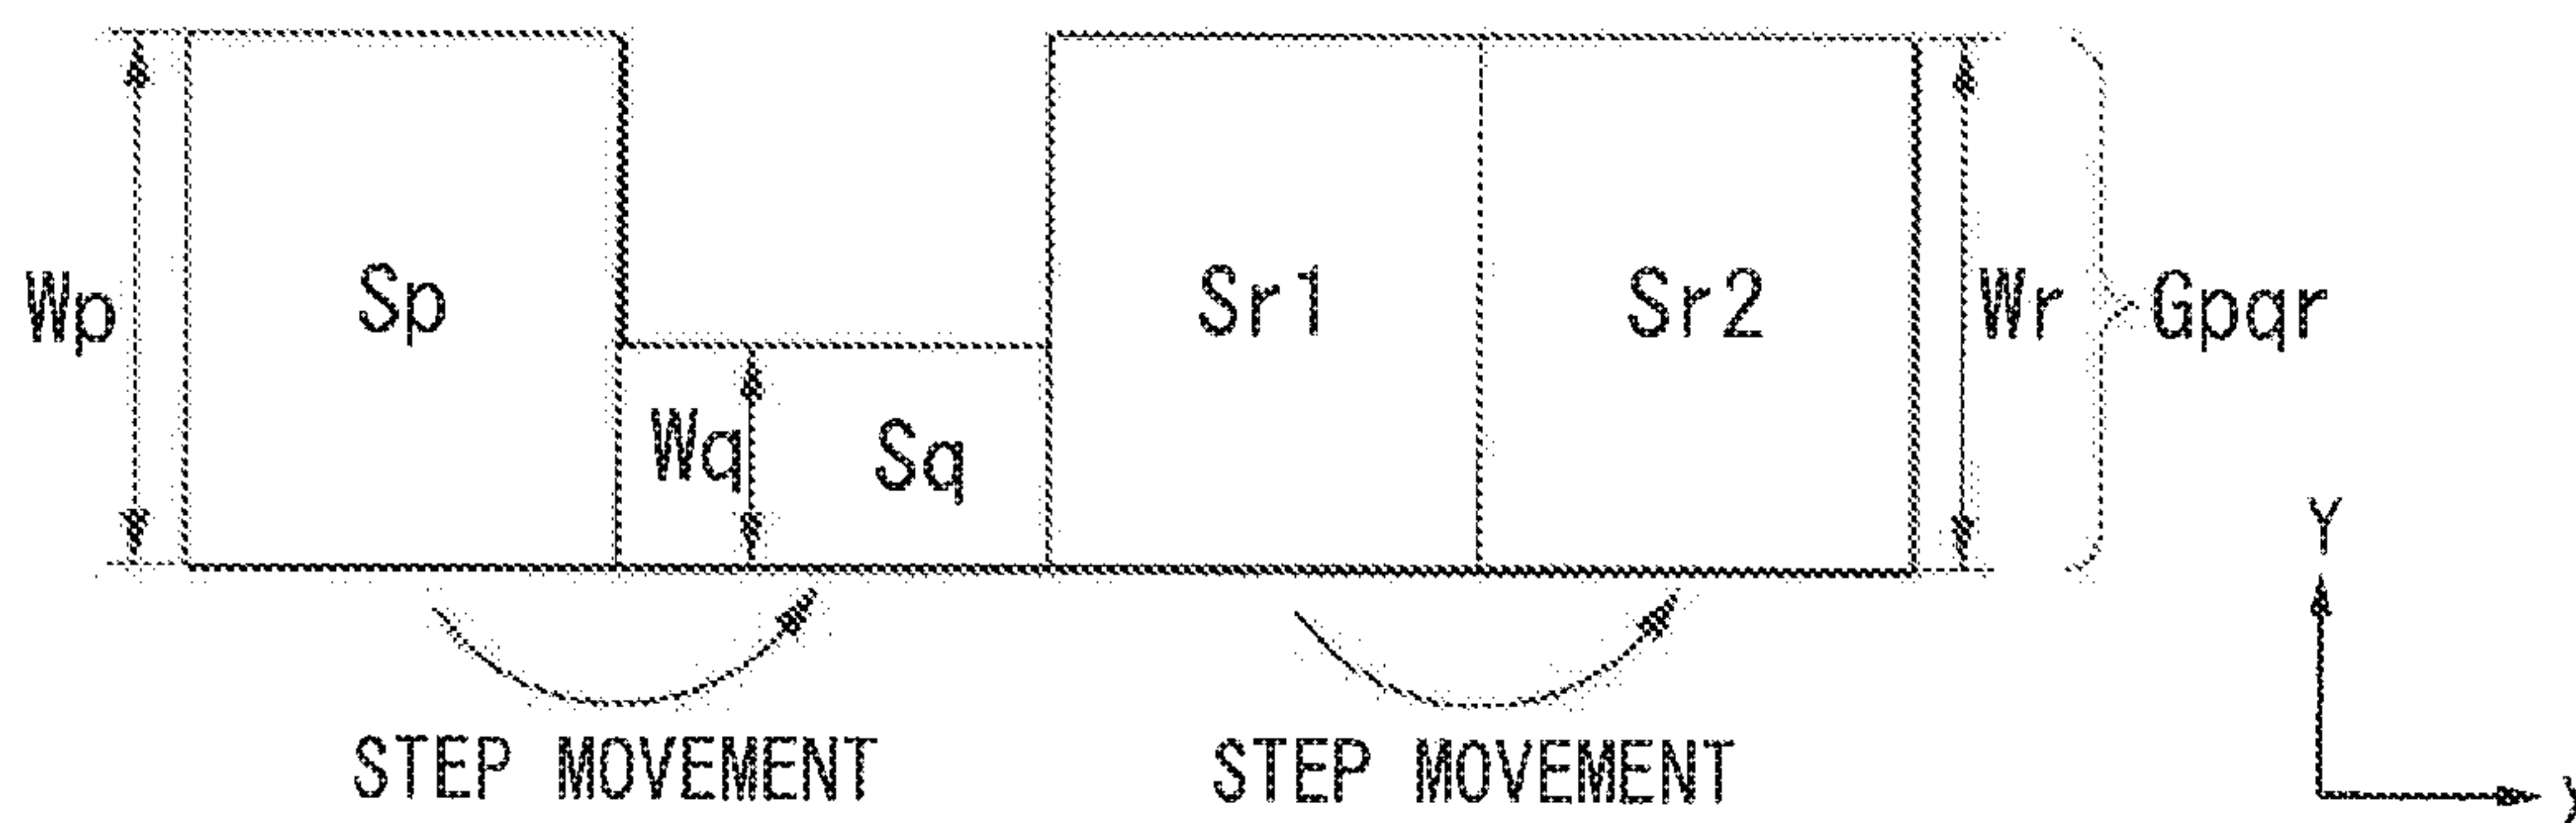 Wp
Sp
Wq
Sq
Sr1
Sr2
Wr
Gpqr
STEP MOVEMENT
STEP MOVEMENT
Y